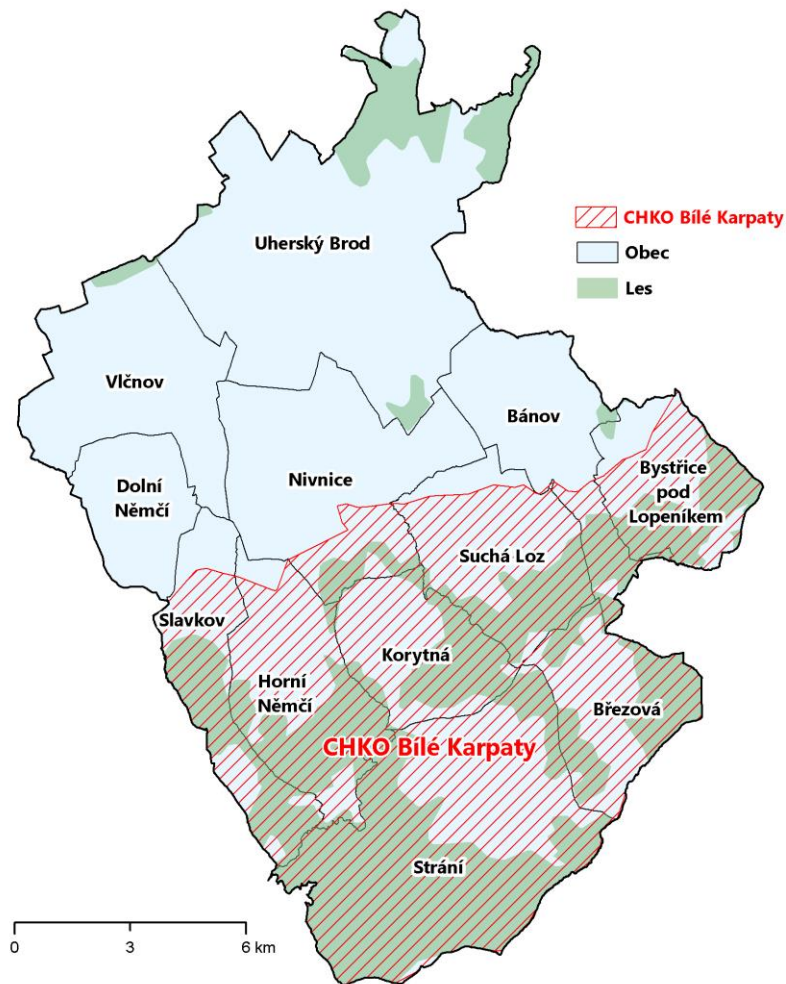 CHKO Bílé Karpaty
Obec
Les
Uherský Brod
Vlčnov
Bánov
Dolní
Němčí
Nivnice
Bystřice
pod
Lopeníkem
Suchá Loz
Slavkov
Korytná
Horní
Němčí
Březová
CHKO Bílé Karpaty
Strání
0 3 6 km